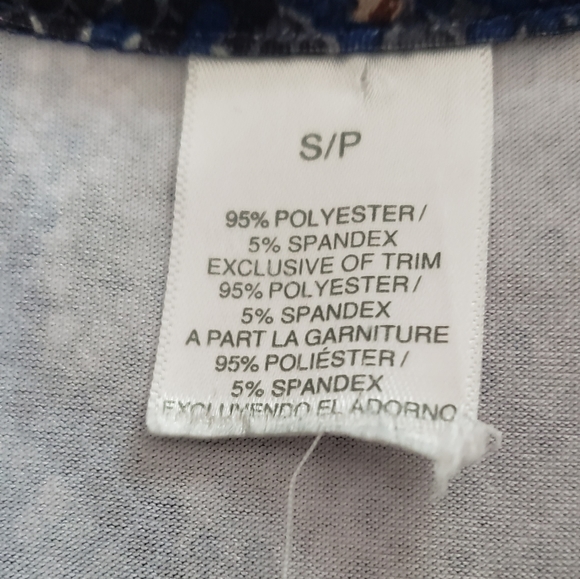 S/P
95% POLYESTER /
5% SPANDEX
EXCLUSIVE OF TRIM
95% POLYESTER /
5% SPANDEX
A PART LA GARNITURE
95% POLIÉSTER /
5% SPANDEX
EXCLUYENDO EL ADORNO